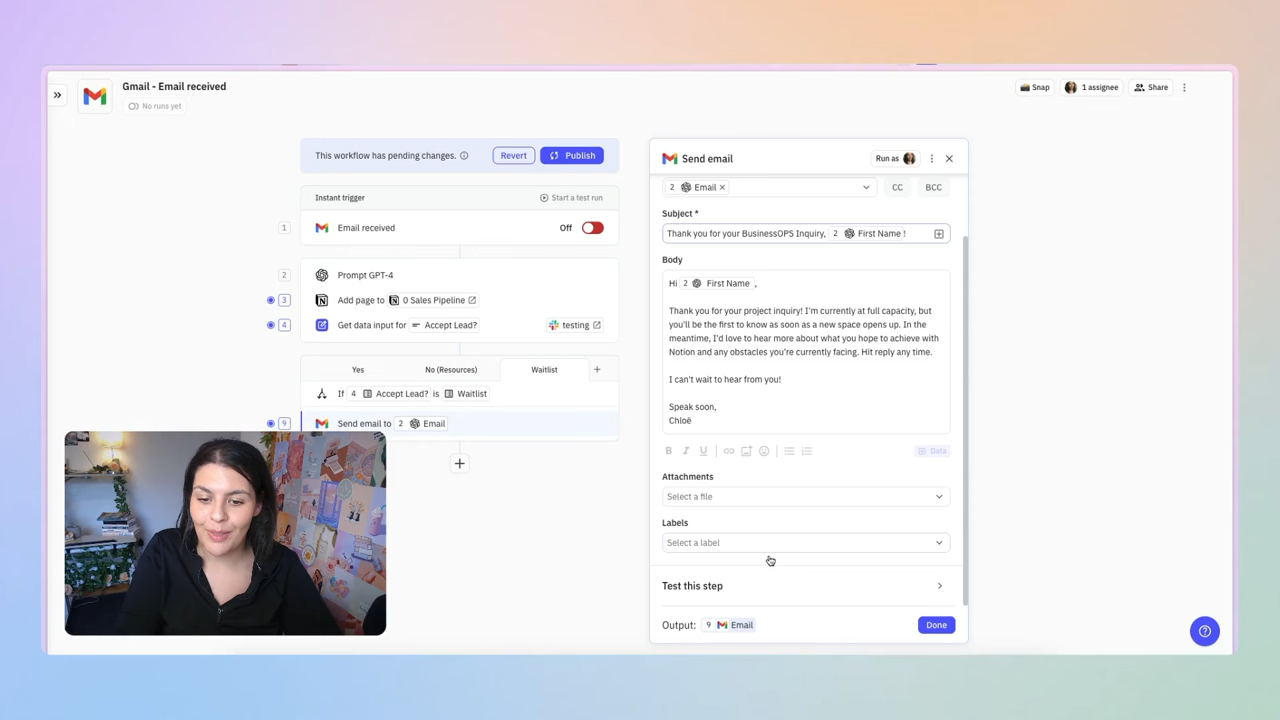 Gmail - Email received
No runs yet
Snap
1 assignee
Share
This workflow has pending changes.
Revert
Publish
Instant trigger
Start a test run
1
Email received
Off
2
Prompt GPT-4
3
Add page to 0 Sales Pipeline
4
Get data input for Accept Lead?
testing
Yes
No (Resources)
Waitlist
+
If 4 Accept Lead? is Waitlist
9
Send email to 2 Email
Send email
Run as
2 Email ×
CC
BCC
Subject *
Thank you for your BusinessOPS Inquiry, 2 First Name !
Body
Hi 2 First Name ,
Thank you for your project inquiry! I'm currently at full capacity, but
you'll be the first to know as soon as a new space opens up. In the
meantime, I'd love to hear more about what you hope to achieve with
Notion and any obstacles you're currently facing. Hit reply any time.
I can't wait to hear from you!
Speak soon,
Chloë
B I U
Data
Attachments
Select a file
Labels
Select a label
Test this step
Output: 9 Email
Done